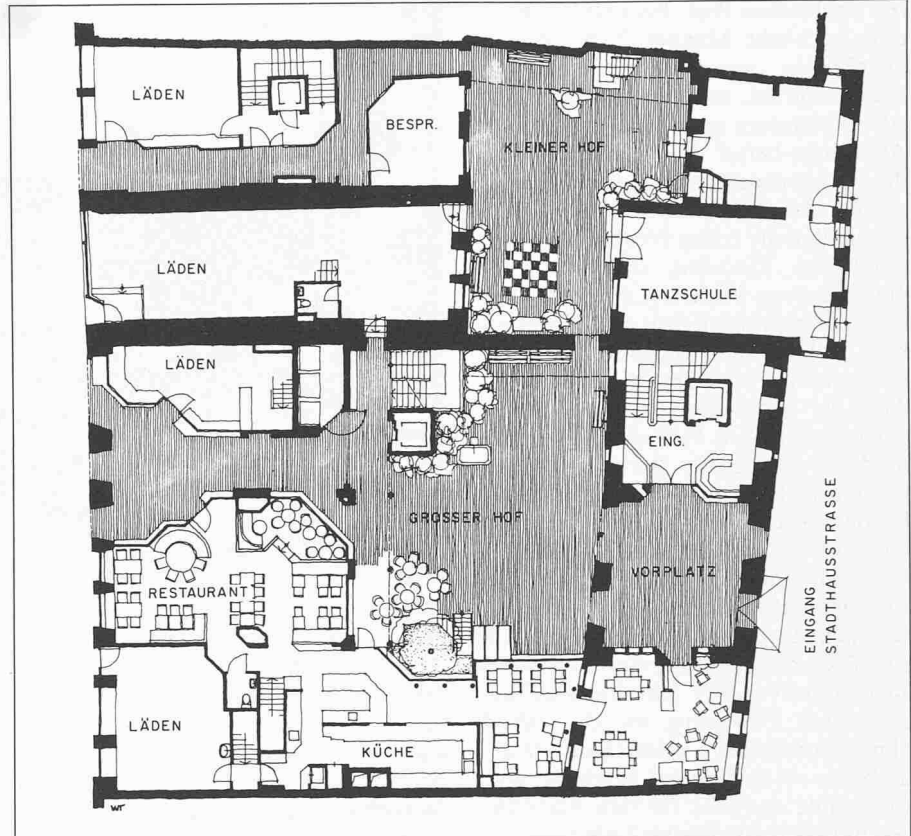 LÄDEN
BESPR.
KLEINER HOF
LÄDEN
TANZSCHULE
LÄDEN
EING.
GROSSER HOF
VORPLATZ
RESTAURANT
EINGANG
STADTHAUSSTRASSE
LÄDEN
KÜCHE
WT